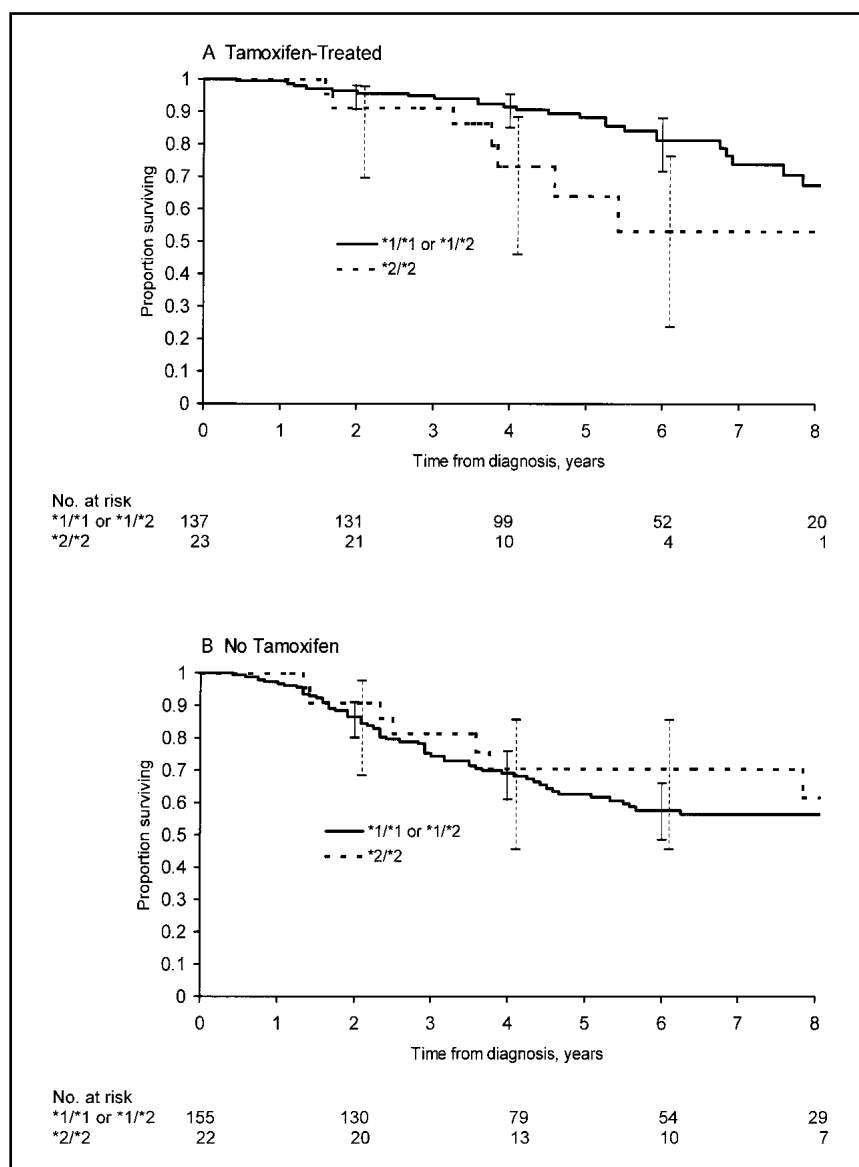 A Tamoxifen-Treated
1
0.9
0.8
0.7
0.6
0.5
0.4
0.3
0.2
0.1
0
Proportion surviving
*1/*1 or *1/*2
*2/*2
0 1 2 3 4 5 6 7 8
Time from diagnosis, years
No. at risk
*1/*1 or *1/*2 137 131 99 52 20
*2/*2 23 21 10 4 1
B No Tamoxifen
1
0.9
0.8
0.7
0.6
0.5
0.4
0.3
0.2
0.1
0
Proportion surviving
*1/*1 or *1/*2
*2/*2
0 1 2 3 4 5 6 7 8
Time from diagnosis, years
No. at risk
*1/*1 or *1/*2 155 130 79 54 29
*2/*2 22 20 13 10 7